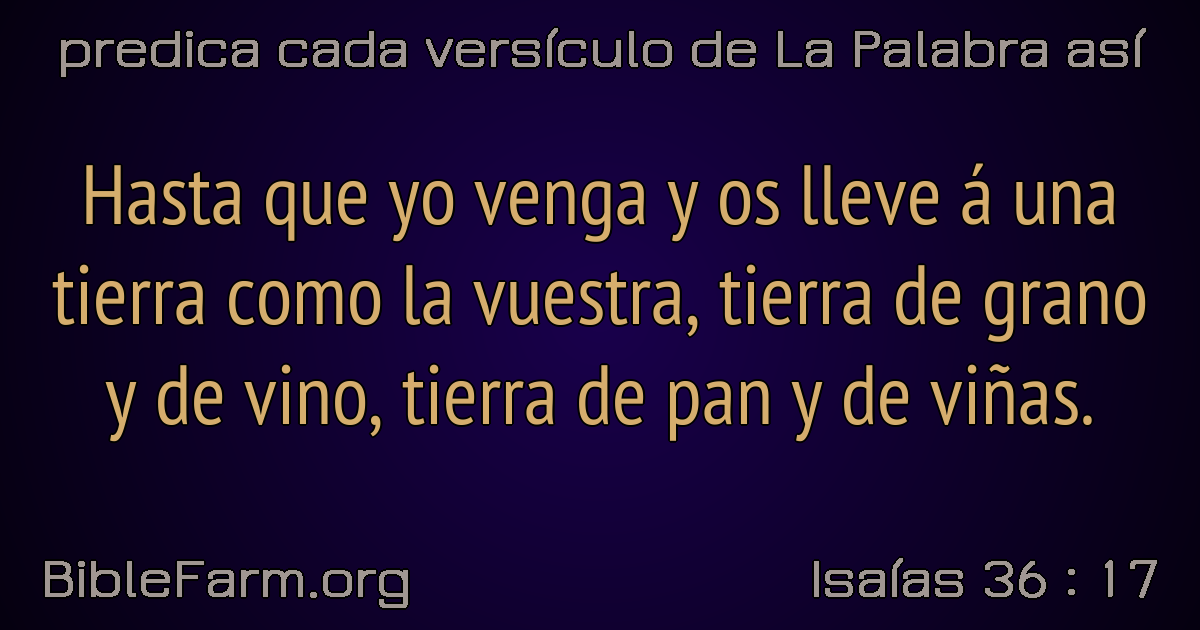 predica cada versículo de La Palabra así
Hasta que yo venga y os lleve á una
tierra como la vuestra, tierra de grano
y de vino, tierra de pan y de viñas.
BibleFarm.org
Isaías 36 : 17